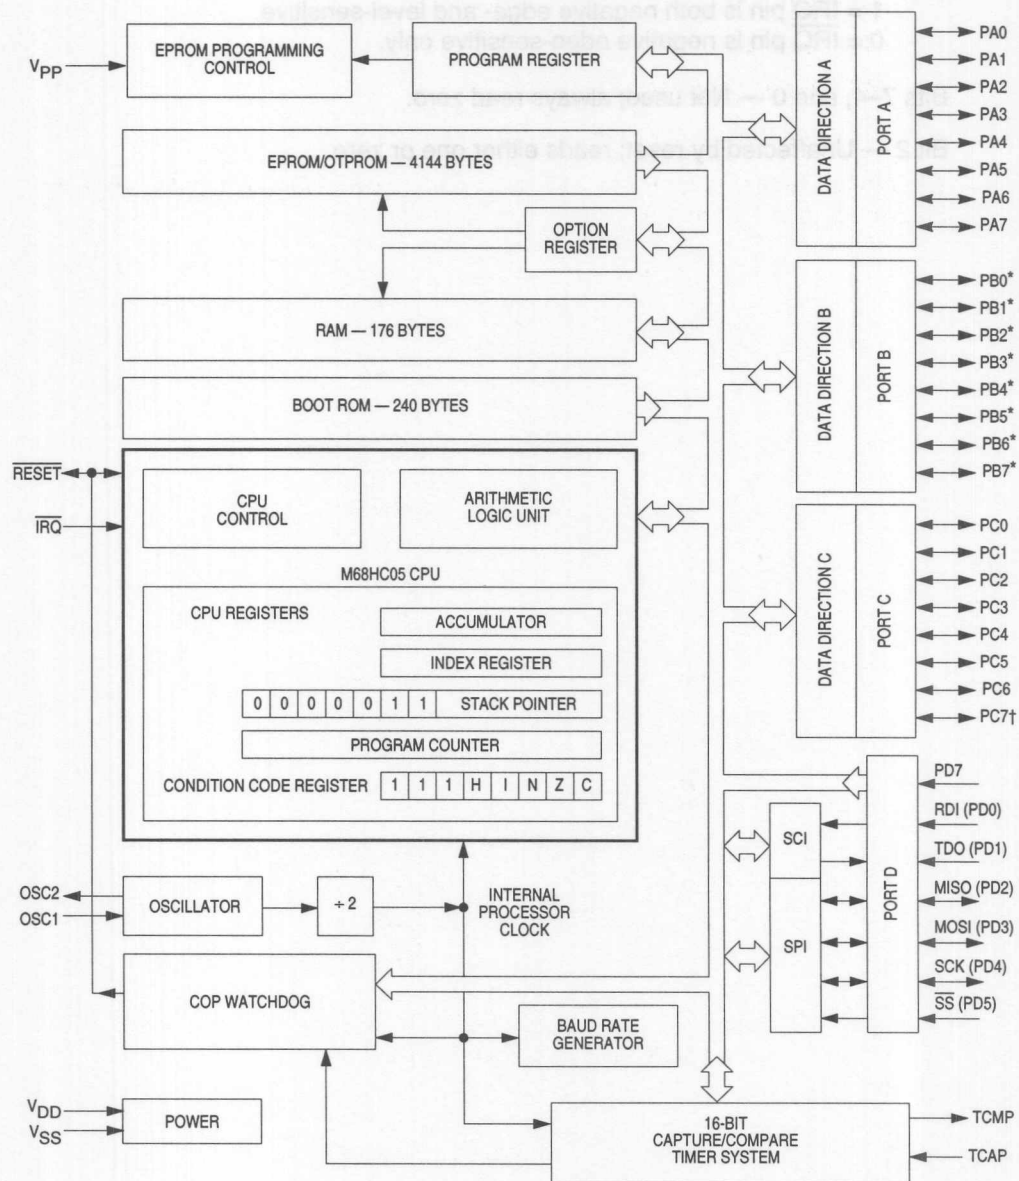 1 = IRQ pin is both negative edge- and level-sensitive
0 = IRQ pin is negative edge-sensitive only.
0 — Not used; always read zero.
Bit 2 — Unaffected by reset; reads either one or zero
VPP
EPROM PROGRAMMING
CONTROL
PROGRAM REGISTER
EPROM/OTPROM — 4144 BYTES
OPTION
REGISTER
RAM — 176 BYTES
BOOT ROM — 240 BYTES
RESET
IRQ
CPU
CONTROL
ARITHMETIC
LOGIC UNIT
M68HC05 CPU
CPU REGISTERS
ACCUMULATOR
INDEX REGISTER
0 0 0 0 0 1 1 STACK POINTER
PROGRAM COUNTER
CONDITION CODE REGISTER 1 1 1 H I N Z C
OSC2
OSC1
OSCILLATOR
÷ 2
INTERNAL
PROCESSOR
CLOCK
COP WATCHDOG
BAUD RATE
GENERATOR
VDD
VSS
POWER
16-BIT
CAPTURE/COMPARE
TIMER SYSTEM
TCMP
TCAP
DATA DIRECTION A
PORT A
PA0
PA1
PA2
PA3
PA4
PA5
PA6
PA7
DATA DIRECTION B
PORT B
PB0*
PB1*
PB2*
PB3*
PB4*
PB5*
PB6*
PB7*
DATA DIRECTION C
PORT C
PC0
PC1
PC2
PC3
PC4
PC5
PC6
PC7†
SCI
SPI
PORT D
PD7
RDI (PD0)
TDO (PD1)
MISO (PD2)
MOSI (PD3)
SCK (PD4)
SS (PD5)